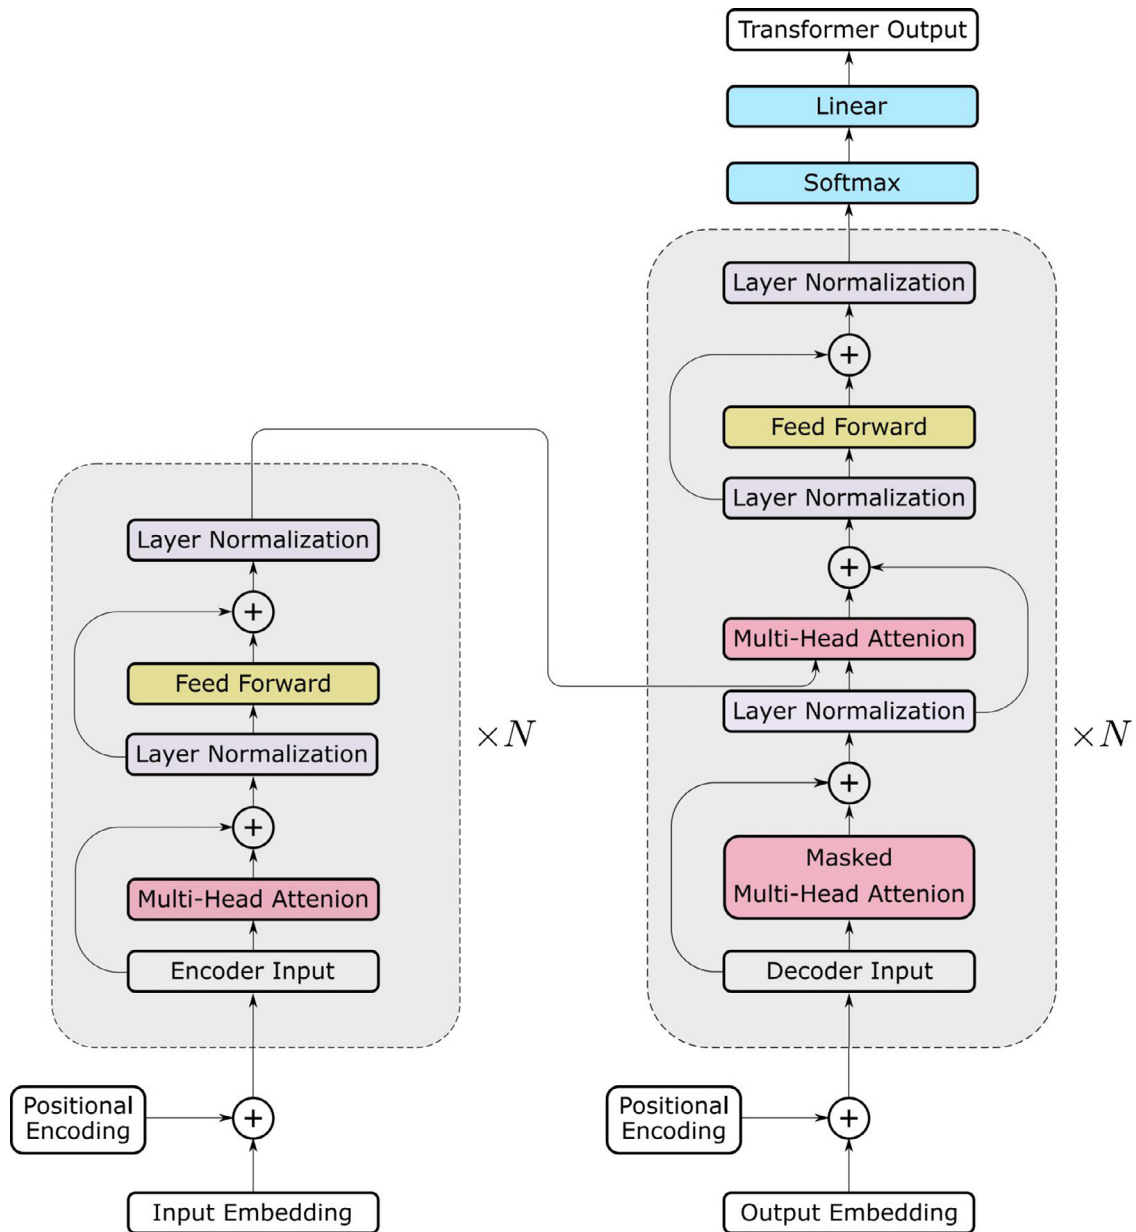 Transformer Output
Linear
Softmax
Layer Normalization
Feed Forward
Layer Normalization
Multi-Head Attenion
Layer Normalization
×N
Masked
Multi-Head Attenion
Decoder Input
Positional
Encoding
Output Embedding
Layer Normalization
Feed Forward
Layer Normalization
×N
Multi-Head Attenion
Encoder Input
Positional
Encoding
Input Embedding